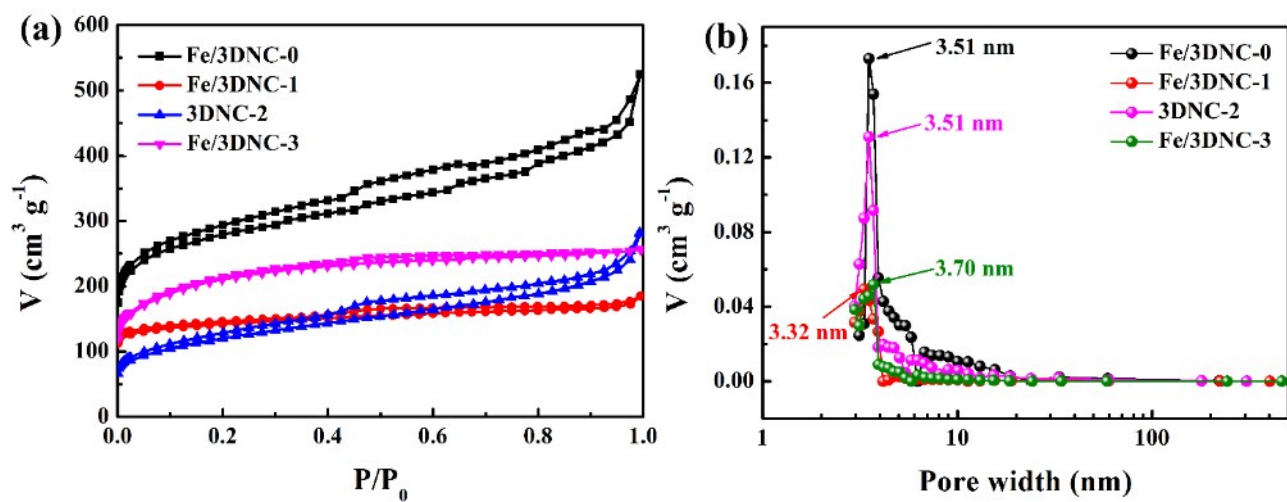 (a)
600
500
400
300
200
100
0
V (cm³ g⁻¹)
Fe/3DNC-0
Fe/3DNC-1
3DNC-2
Fe/3DNC-3
0.0 0.2 0.4 0.6 0.8 1.0
P/P₀
(b)
0.16
0.12
0.08
0.04
0.00
V (cm³ g⁻¹)
3.51 nm
3.51 nm
3.70 nm
3.32 nm
Fe/3DNC-0
Fe/3DNC-1
3DNC-2
Fe/3DNC-3
1 10 100
Pore width (nm)